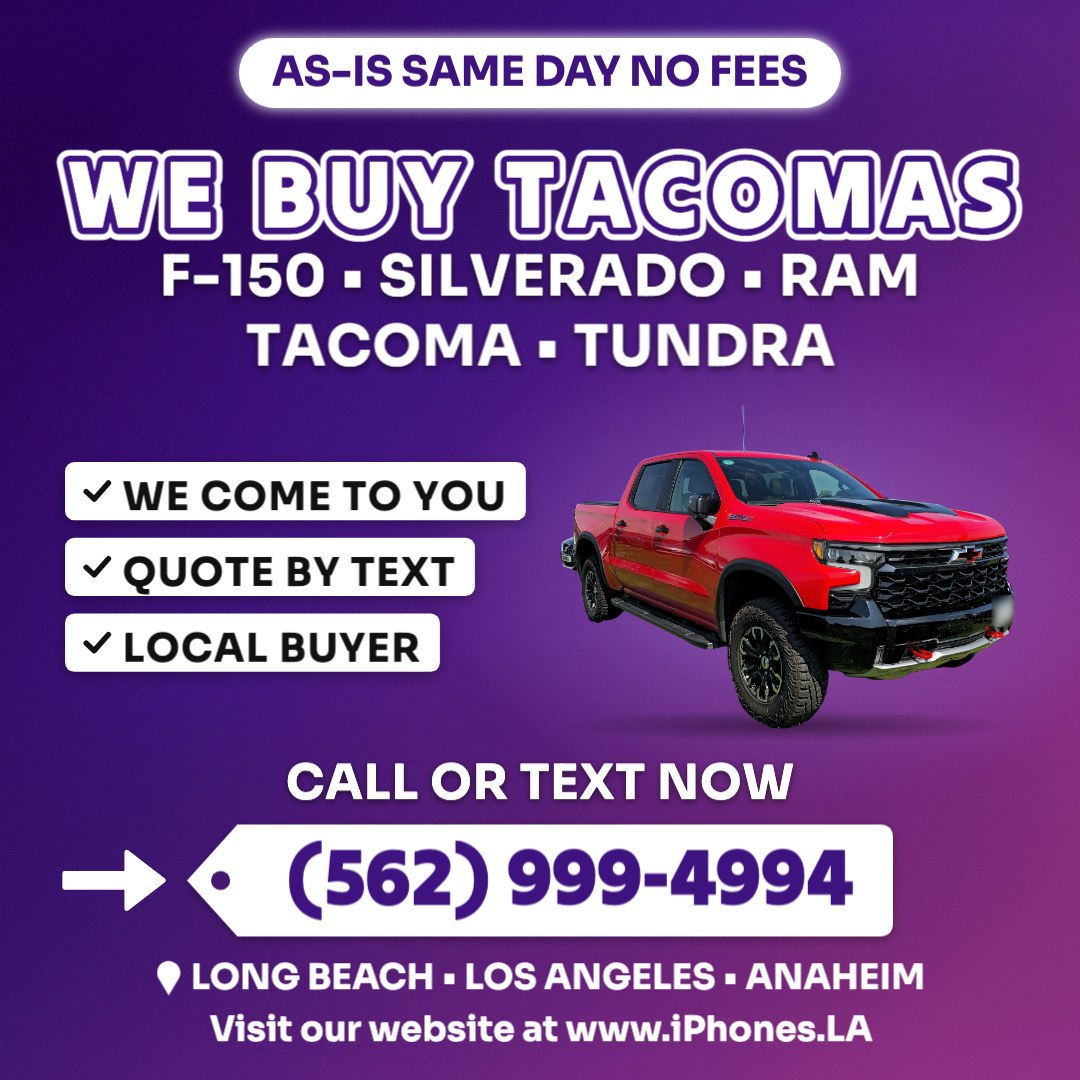 AS-IS SAME DAY NO FEES
WE BUY TACOMAS
F-150 ▪ SILVERADO ▪ RAM
TACOMA ▪ TUNDRA
✓ WE COME TO YOU
✓ QUOTE BY TEXT
✓ LOCAL BUYER
CALL OR TEXT NOW
(562) 999-4994
LONG BEACH ▪ LOS ANGELES ▪ ANAHEIM
Visit our website at www.iPhones.LA